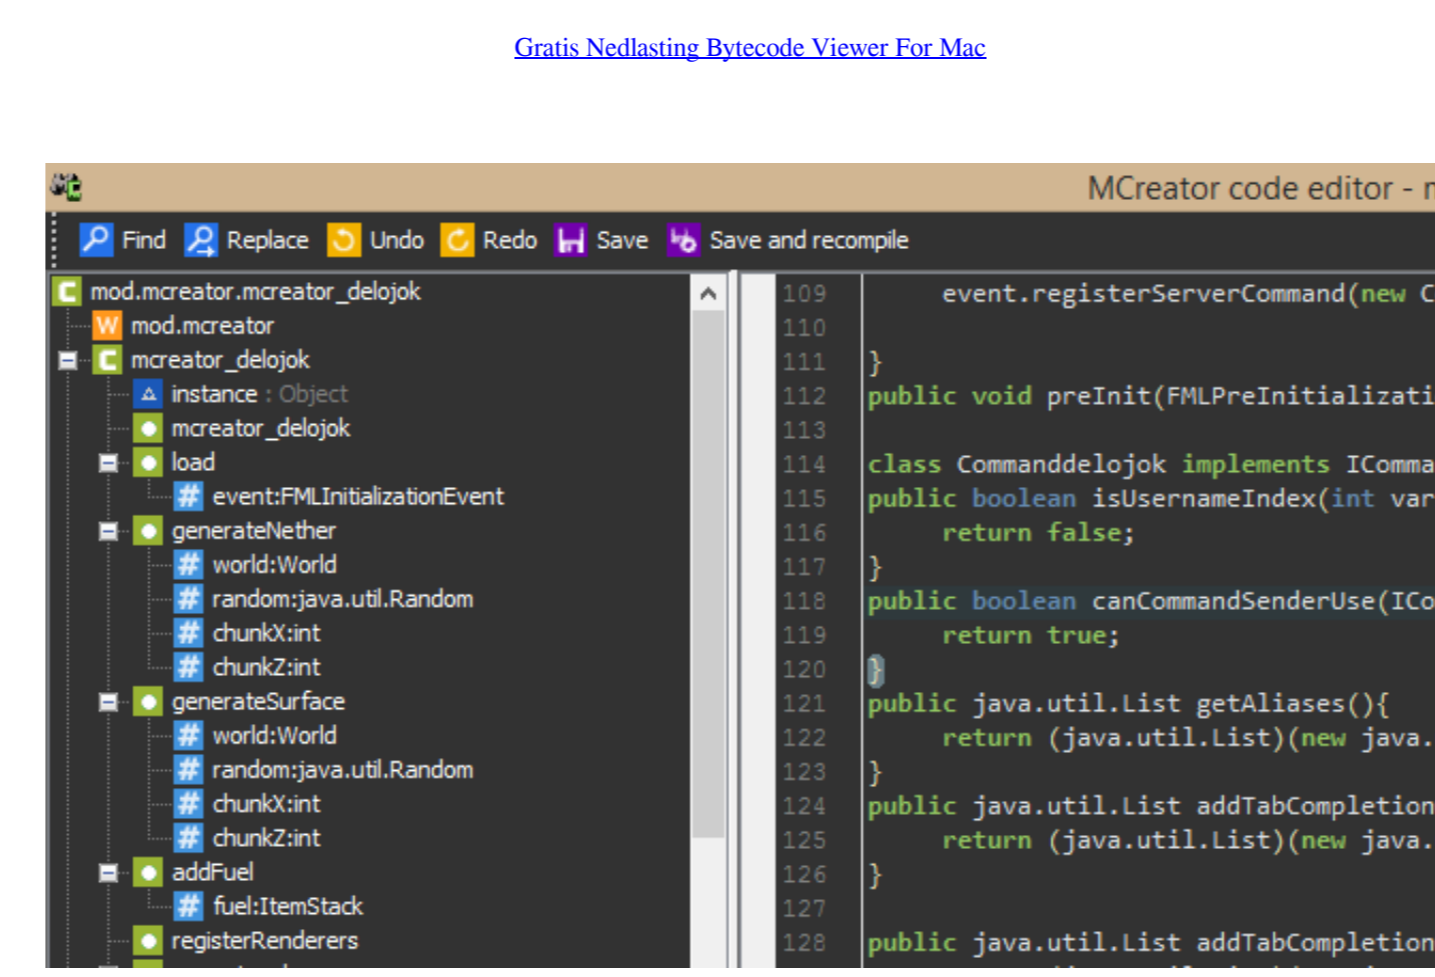 Gratis Nedlasting Bytecode Viewer For Mac
MCreator code editor -
Find Replace Undo Redo Save Save and recompile
mod.mcreator.mcreator_delojok
mod.mcreator
mcreator_delojok
instance : Object
mcreator_delojok
load
event:FMLInitializationEvent
generateNether
world:World
random:java.util.Random
chunkX:int
chunkZ:int
generateSurface
world:World
random:java.util.Random
chunkX:int
chunkZ:int
addFuel
fuel:ItemStack
registerRenderers
109 event.registerServerCommand(new C
110
111 }
112 public void preInit(FMLPreInitializati
113
114 class Commanddelojok implements IComma
115 public boolean isUsernameIndex(int var
116 return false;
117 }
118 public boolean canCommandSenderUse(ICo
119 return true;
120 }
121 public java.util.List getAliases(){
122 return (java.util.List)(new java.
123 }
124 public java.util.List addTabCompletion
125 return (java.util.List)(new java.
126 }
127
128 public java.util.List addTabCompletion